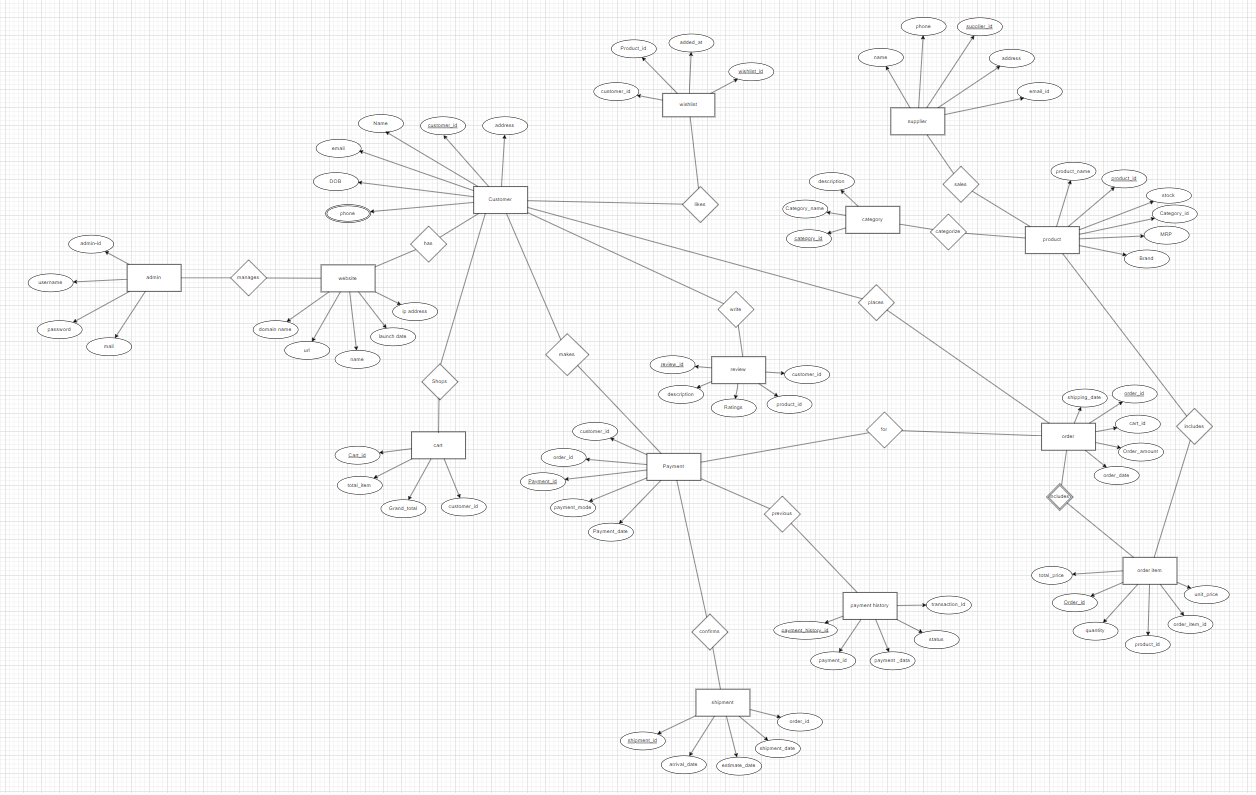 phone
supplier_id
name
address
email_id
supplier
Product_id
added_at
wishlist_id
customer_id
wishlist
Name
customer_id
address
email
DOB
phone
Customer
likes
sales
description
Category_name
category_id
category
categorize
product_name
product_id
stock
Category_id
MRP
Brand
product
admin-id
username
password
mail
admin
manages
has
website
domain name
url
name
launch date
ip address
places
write
makes
Shops
review_id
description
Ratings
product_id
customer_id
review
cart
Cart_id
total_item
Grand_total
customer_id
customer_id
order_id
Payment_id
payment_mode
Payment_date
Payment
for
shipping_date
order_id
cart_id
Order_amount
order_date
order
includes
includes
previous
order item
total_price
Order_id
quantity
product_id
order_item_id
unit_price
payment history
transaction_id
status
payment_history_id
payment_id
payment _data
confirms
shipment
shipment_id
arrival_date
estimate_date
shipment_date
order_id